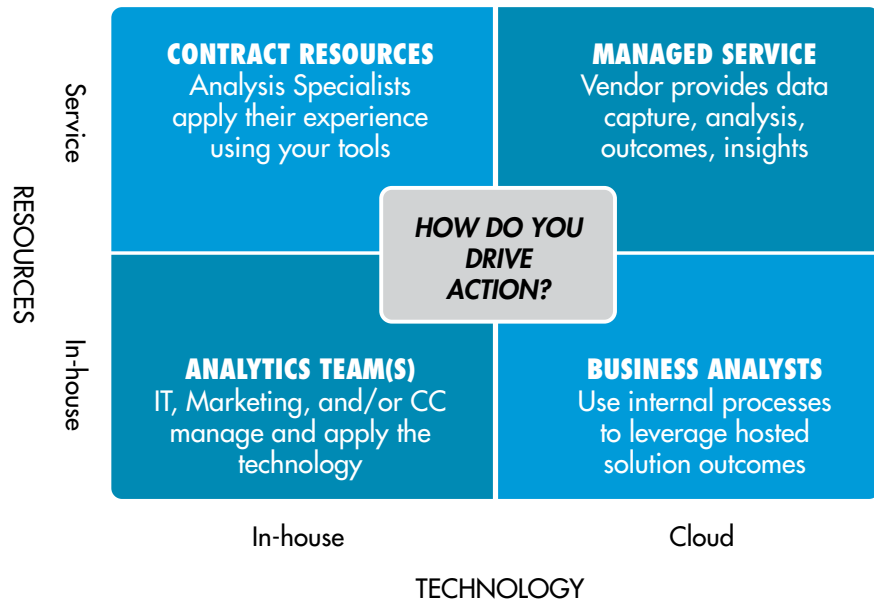 CONTRACT RESOURCES
Analysis Specialists
apply their experience
using your tools
MANAGED SERVICE
Vendor provides data
capture, analysis,
outcomes, insights
Service
RESOURCES
In-house
HOW DO YOU
DRIVE
ACTION?
ANALYTICS TEAM(S)
IT, Marketing, and/or CC
manage and apply the
technology
BUSINESS ANALYSTS
Use internal processes
to leverage hosted
solution outcomes
In-house
Cloud
TECHNOLOGY